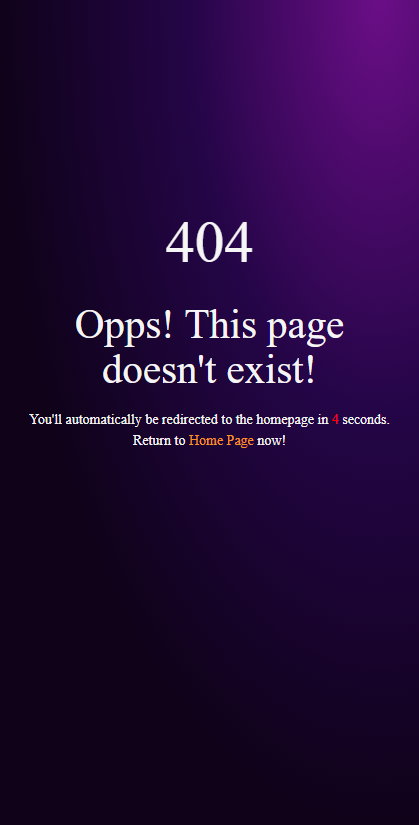 404
Opps! This page
doesn't exist!
You'll automatically be redirected to the homepage in 4 seconds.
Return to Home Page now!